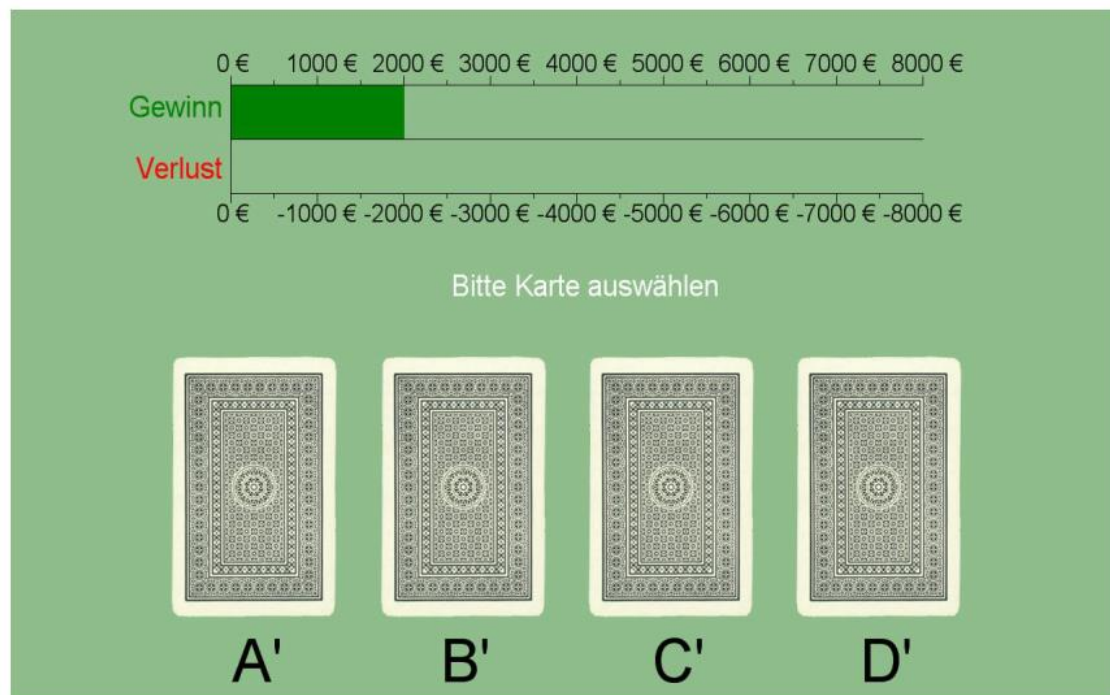 0 € 1000 € 2000 € 3000 € 4000 € 5000 € 6000 € 7000 € 8000 €
Gewinn
Verlust
0 € -1000 € -2000 € -3000 € -4000 € -5000 € -6000 € -7000 € -8000 €
Bitte Karte auswählen
A' B' C' D'